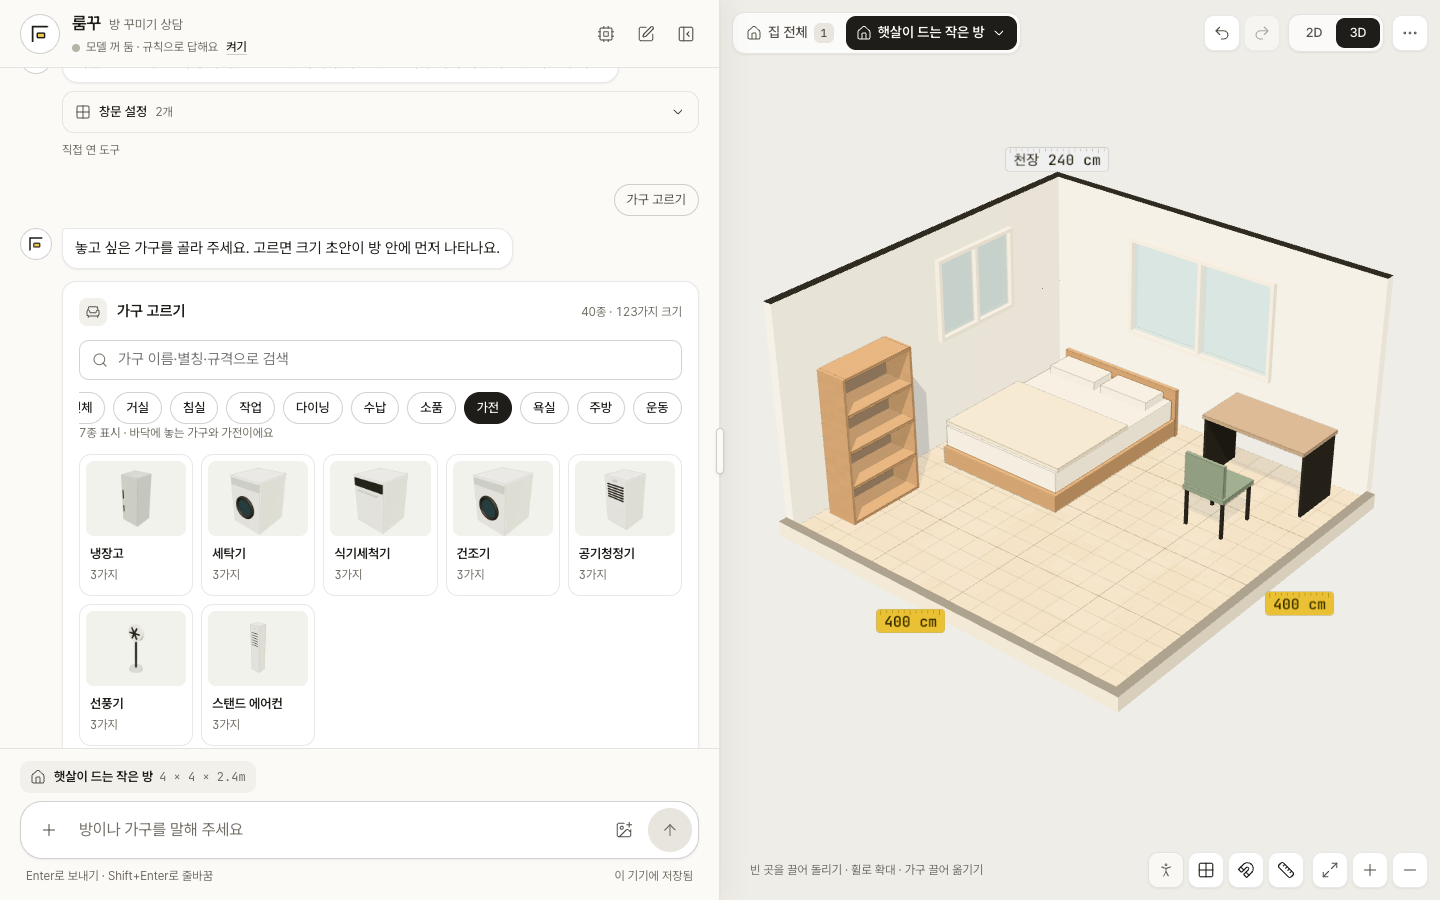 룸꾸 방 꾸미기 상담
모델 꺼 둠 · 규칙으로 답해요 켜기
창문 설정 2개
직접 연 도구
가구 고르기
놓고 싶은 가구를 골라 주세요. 고르면 크기 초안이 방 안에 먼저 나타나요.
가구 고르기
40종 · 123가지 크기
가구 이름·별칭·규격으로 검색
거실 침실 작업 다이닝 수납 소품 가전 욕실 주방 운동
7종 표시 · 바닥에 놓는 가구와 가전이에요
냉장고
3가지
세탁기
3가지
식기세척기
3가지
건조기
3가지
공기청정기
3가지
선풍기
3가지
스탠드 에어컨
3가지
햇살이 드는 작은 방 4 × 4 × 2.4m
방이나 가구를 말해 주세요
Enter로 보내기 · Shift+Enter로 줄바꿈
이 기기에 저장됨
집 전체 1
햇살이 드는 작은 방
2D 3D
천장 240 cm
400 cm
400 cm
빈 곳을 끌어 돌리기 · 휠로 확대 · 가구 끌어 옮기기